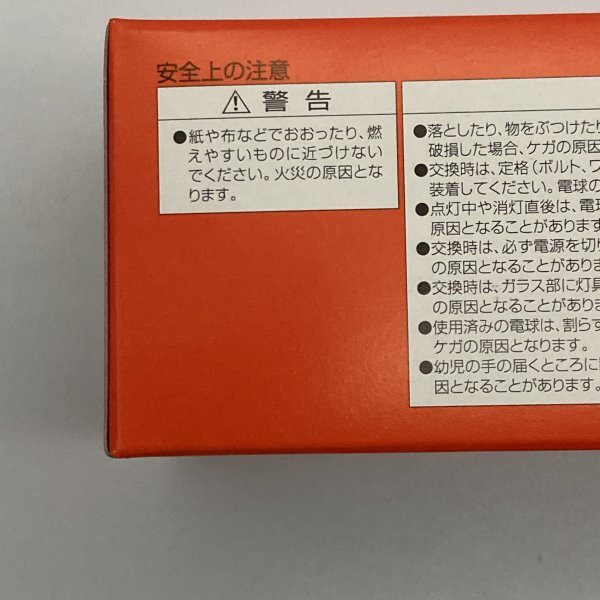 安全上の注意
⚠警告
●紙や布などでおおったり、燃
えやすいものに近づけない
でください。火災の原因とな
ります。
●落としたり、物をぶつけたり
破損した場合、ケガの原因
●交換時は、定格(ボルト、ワ
装着してください。電球の
●点灯中や消灯直後は、電球
原因となることがあります
●交換時は、必ず電源を切り
の原因となることがありま
●交換時は、ガラス部に灯具
の原因となることがありま
●使用済みの電球は、割らず
ケガの原因となります。
●幼児の手の届くところに
因となることがあります。